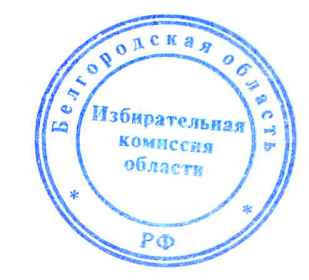 Белгородская область
Избирательная
комиссия
области
* РФ *